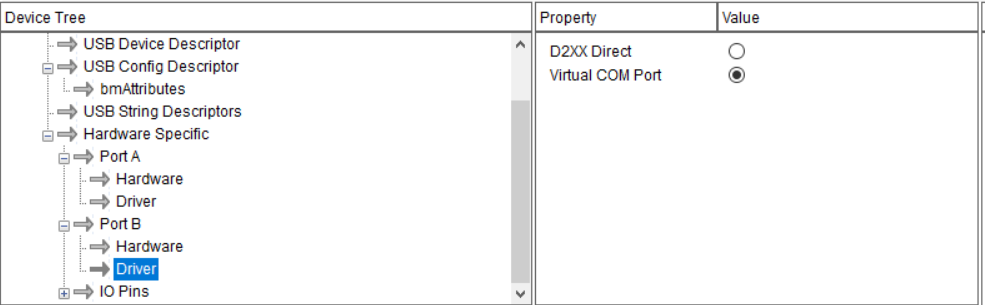 Device Tree
USB Device Descriptor
USB Config Descriptor
bmAttributes
USB String Descriptors
Hardware Specific
Port A
Hardware
Driver
Port B
Hardware
Driver
IO Pins
Property Value
D2XX Direct
Virtual COM Port